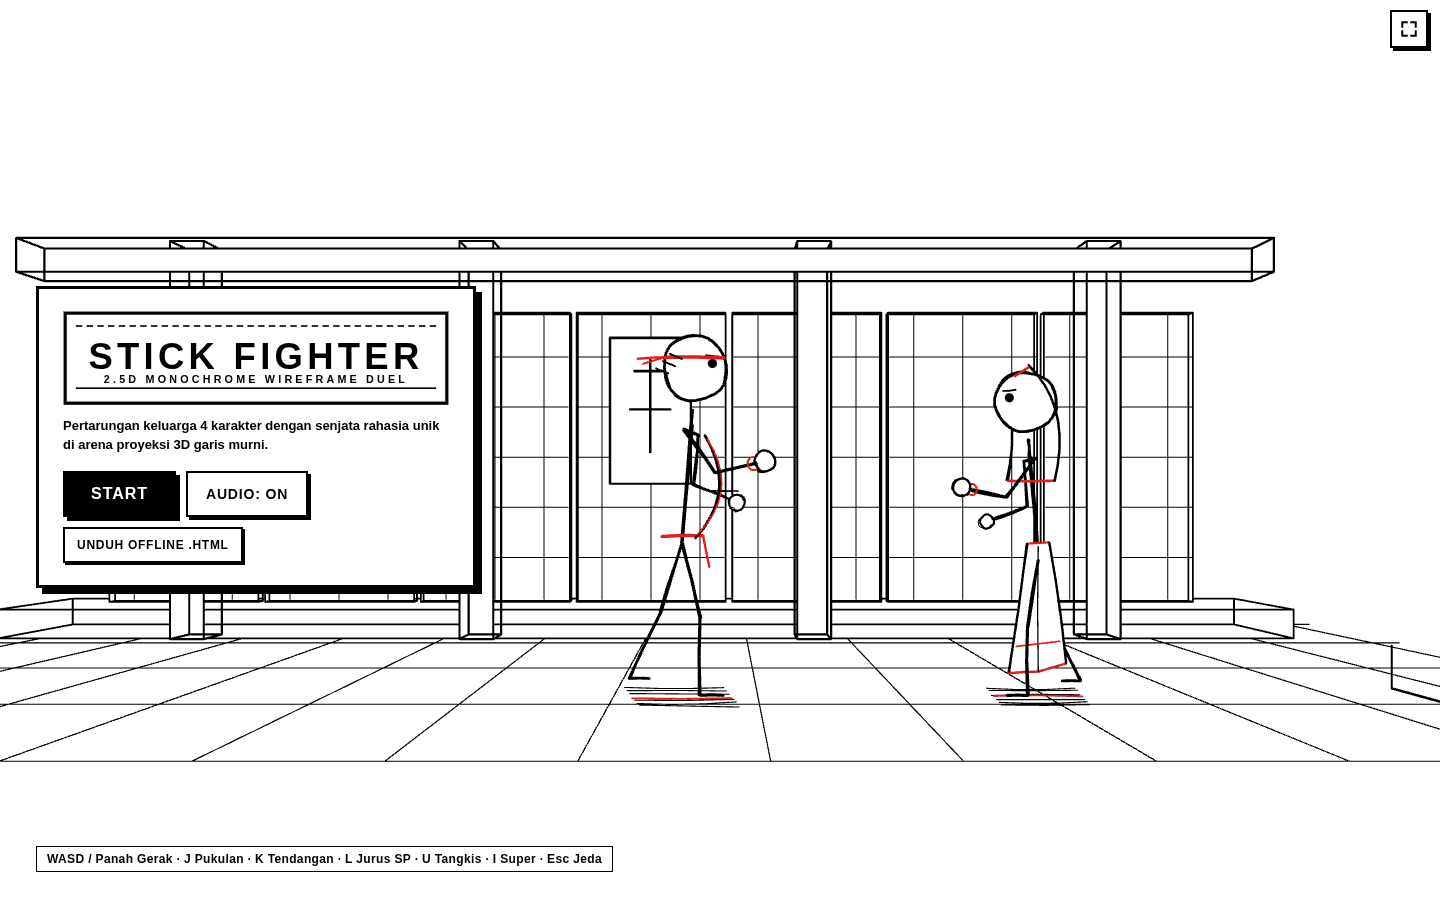 STICK FIGHTER
2.5D MONOCHROME WIREFRAME DUEL
Pertarungan keluarga 4 karakter dengan senjata rahasia unik
di arena proyeksi 3D garis murni.
START
AUDIO: ON
UNDUH OFFLINE .HTML
WASD / Panah Gerak · J Pukulan · K Tendangan · L Jurus SP · U Tangkis · I Super · Esc Jeda